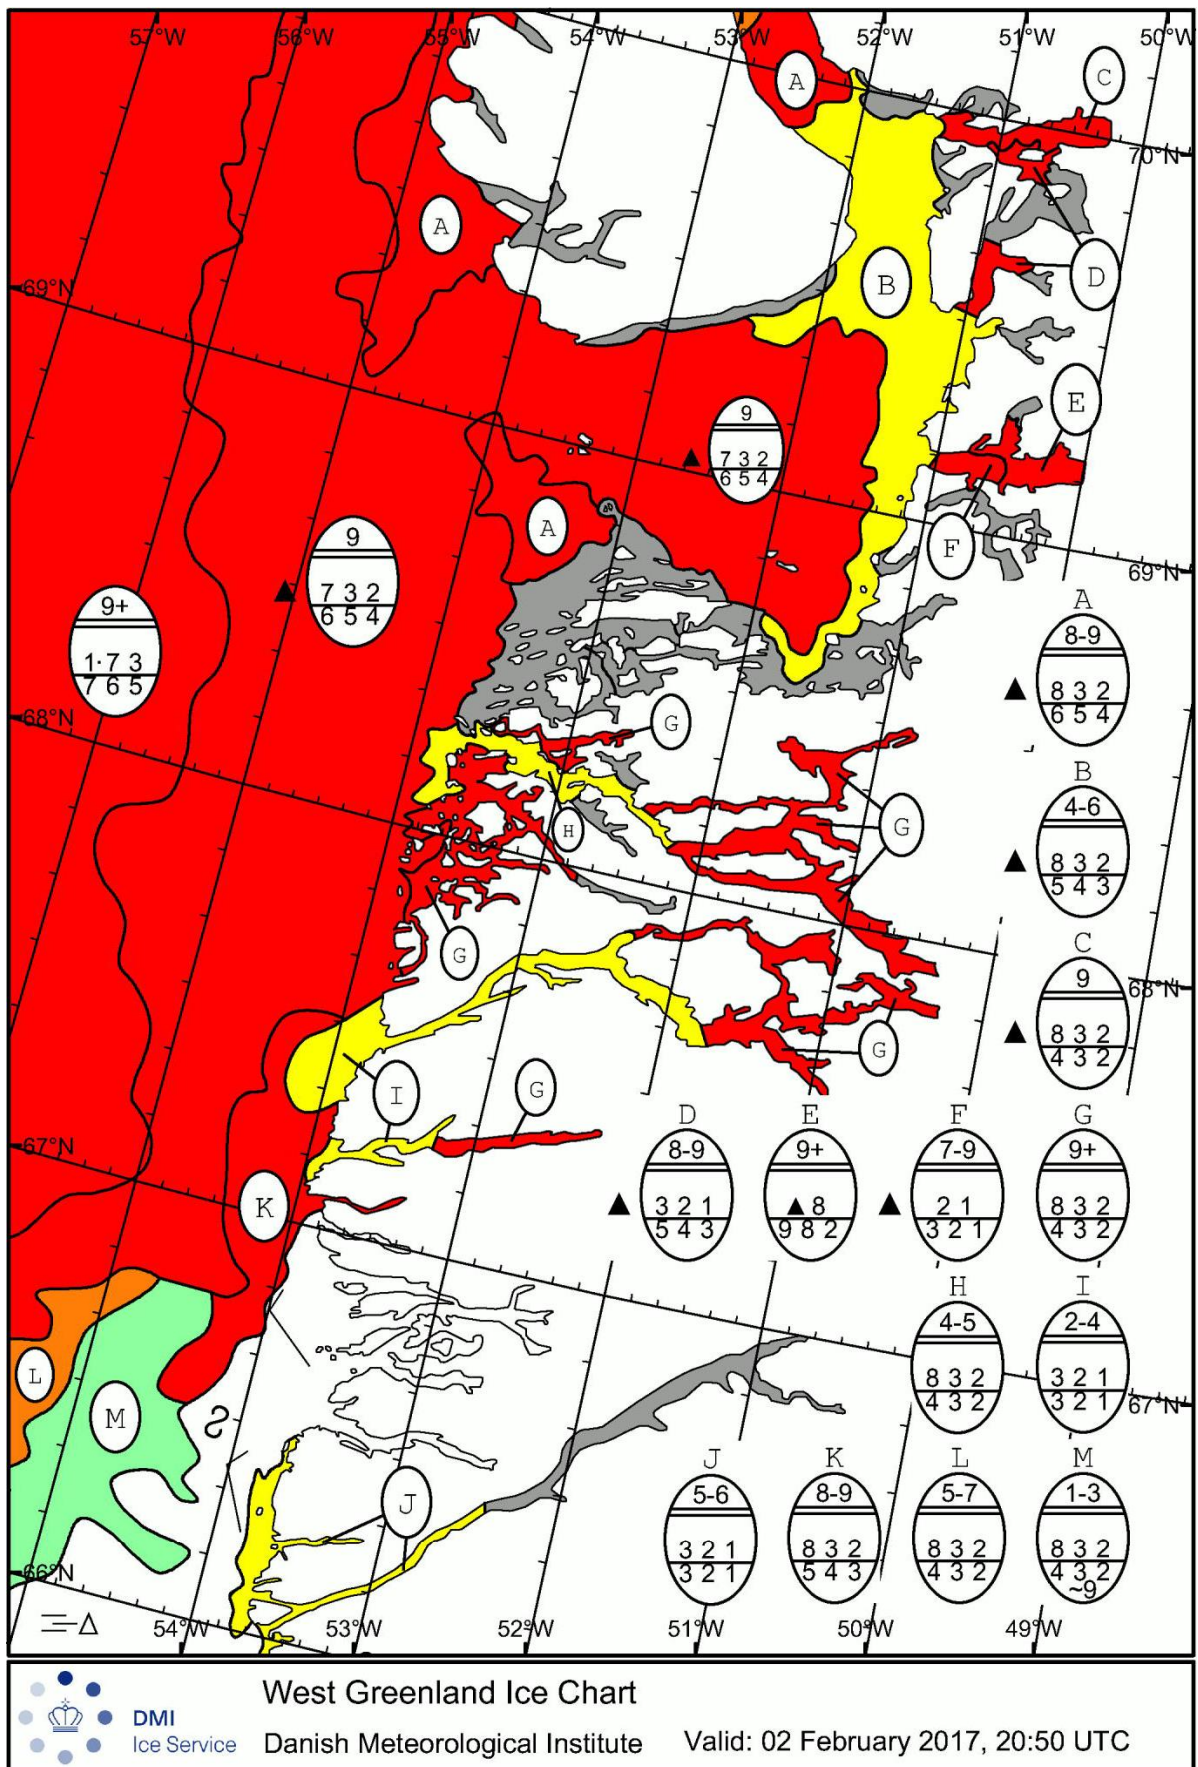 57°W 56°W 55°W 54°W 53°W 52°W 51°W 50°W
C
A
70°N
A
D
B
69°N
E
9
7 3 2
6 5 4
A
F
9
7 3 2
6 5 4
69°N
9+
1· 7 3
7 6 5
A
8-9
8 3 2
6 5 4
68°N
G
H
G
B
4-6
8 3 2
5 4 3
G
C
9
8 3 2
4 3 2
68°N
G
I
G
67°N
K
D
8-9
3 2 1
5 4 3
E
9+
8
9 8 2
F
7-9
2 1
3 2 1
G
9+
8 3 2
4 3 2
H
4-5
8 3 2
4 3 2
I
2-4
3 2 1
3 2 1
67°N
L
M
J
J
5-6
3 2 1
3 2 1
K
8-9
8 3 2
5 4 3
L
5-7
8 3 2
4 3 2
M
1-3
8 3 2
4 3 2
~9
66°N
54°W 53°W 52°W 51°W 50°W 49°W
West Greenland Ice Chart
DMI
Ice Service
Danish Meteorological Institute Valid: 02 February 2017, 20:50 UTC